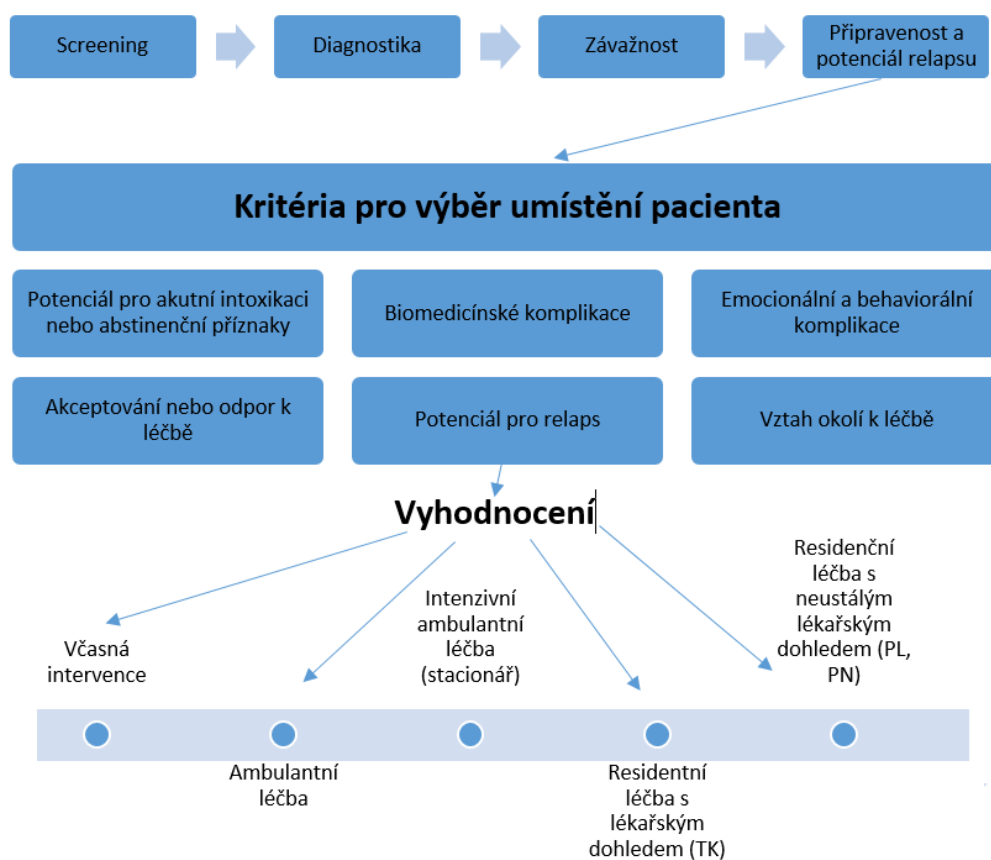 Screening
Diagnostika
Závažnost
Připravenost a
potenciál relapsu
Kritéria pro výběr umístění pacienta
Potenciál pro akutní intoxikaci
nebo abstinenční příznaky
Biomedicínské komplikace
Emocionální a behaviorální
komplikace
Akceptování nebo odpor k
léčbě
Potenciál pro relaps
Vztah okolí k léčbě
Vyhodnocení
Včasná
intervence
Ambulantní
léčba
Intenzivní
ambulantní
léčba
(stacionář)
Residentní
léčba s
lékařským
dohledem (TK)
Residenční
léčba s
neustálým
lékařským
dohledem (PL,
PN)